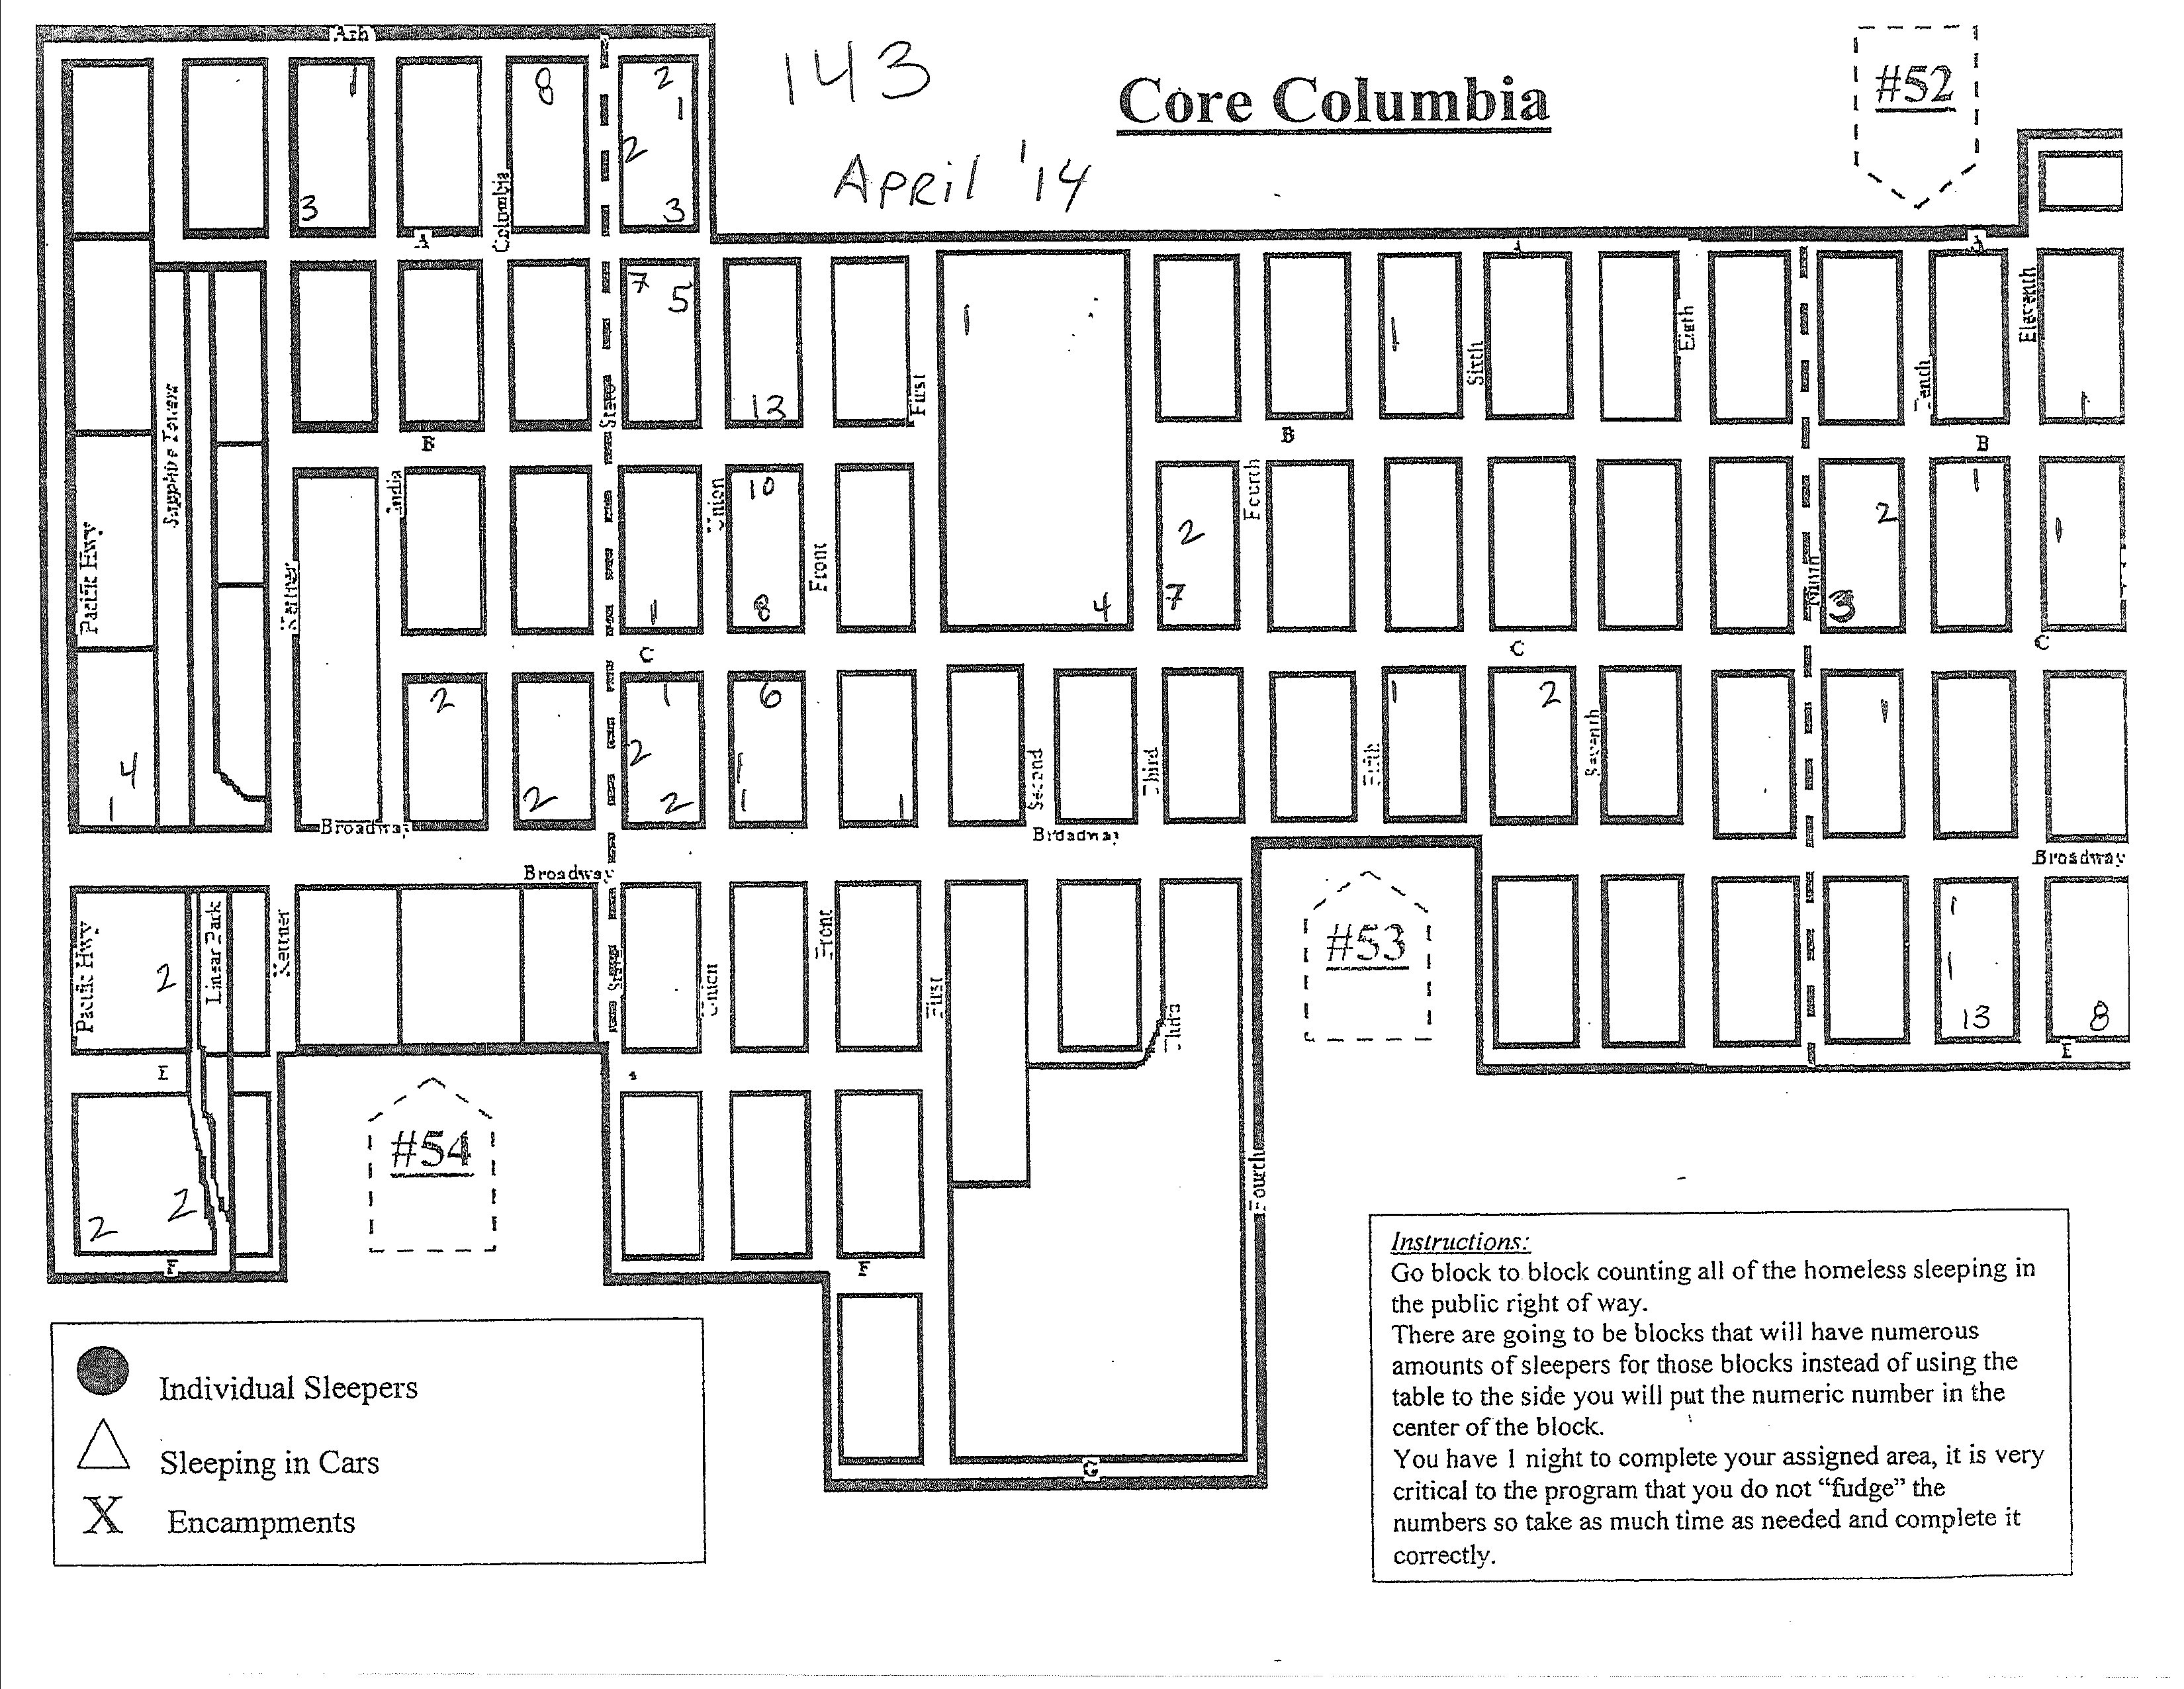 Ash
143
Core Columbia
#52
April '14
1
8
2
1
2
3
3
Columbia
A
A
7
5
1
1
13
First
Sixth
Eigth
Tenth
Eleventh
1
State
B
B
B
Sapphire Tower
Pacific Hwy
Kettner
India
Union
10
Front
Fourth
2
1
2
1
1
8
4
7
Ninth
3
C
C
C
2
1
6
1
2
1
2
1
Second
Third
Fifth
Seventh
4
1
2
2
1
1
Broadway
Broadway
Broadway
Broadway
Pacific Hwy
2
Linear Park
Kettner
State
Union
Front
First
Third
#53
1
1
13
8
E
E
#54
Fourth
2
2
F
F
G
Individual Sleepers
Sleeping in Cars
X Encampments
Instructions:
Go block to block counting all of the homeless sleeping in
the public right of way.
There are going to be blocks that will have numerous
amounts of sleepers for those blocks instead of using the
table to the side you will put the numeric number in the
center of the block.
You have 1 night to complete your assigned area, it is very
critical to the program that you do not “fudge” the
numbers so take as much time as needed and complete it
correctly.